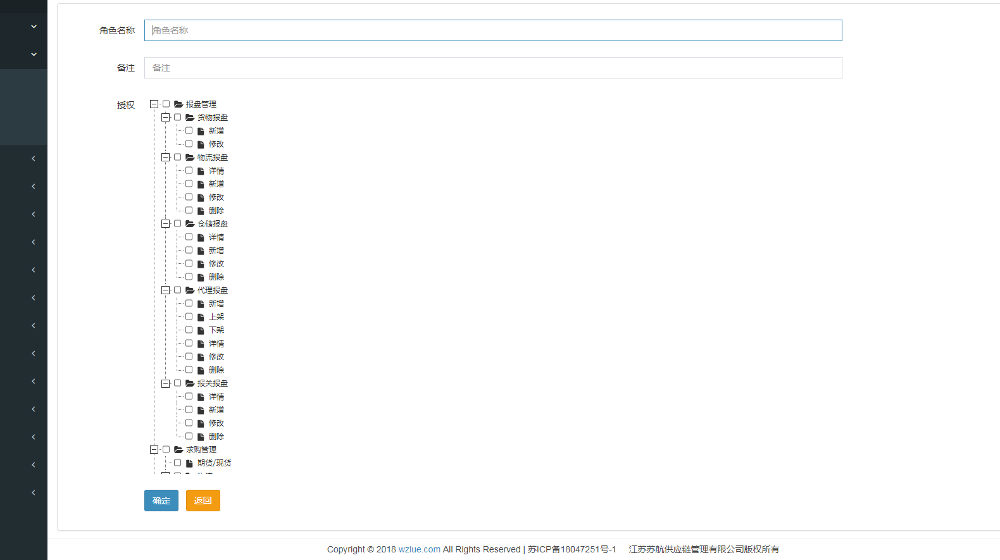 角色名称
角色名称
备注
备注
授权
报盘管理
货物报盘
新增
修改
物流报盘
详情
新增
修改
删除
仓储报盘
详情
新增
修改
删除
代理报盘
新增
上架
下架
详情
修改
删除
报关报盘
详情
新增
修改
删除
求购管理
期货/现货
确定
返回
Copyright © 2018 wzlue.com All Rights Reserved | 苏ICP备18047251号-1 江苏苏航供应链管理有限公司版权所有